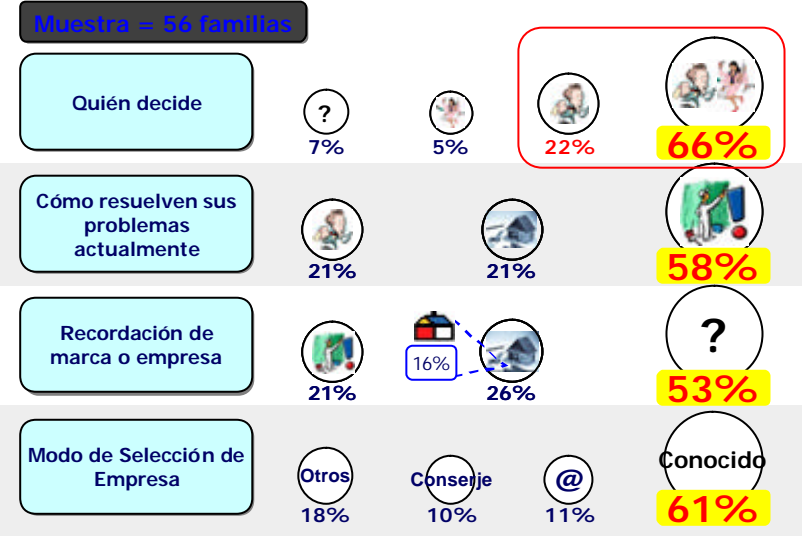 Muestra = 56 familias
Quién decide
?
7%
5%
22%
66%
Cómo resuelven sus
problemas
actualmente
21%
21%
58%
Recordación de
marca o empresa
21%
16%
26%
?
53%
Modo de Selección de
Empresa
Otros
18%
Conserje
10%
@
11%
Conocido
61%